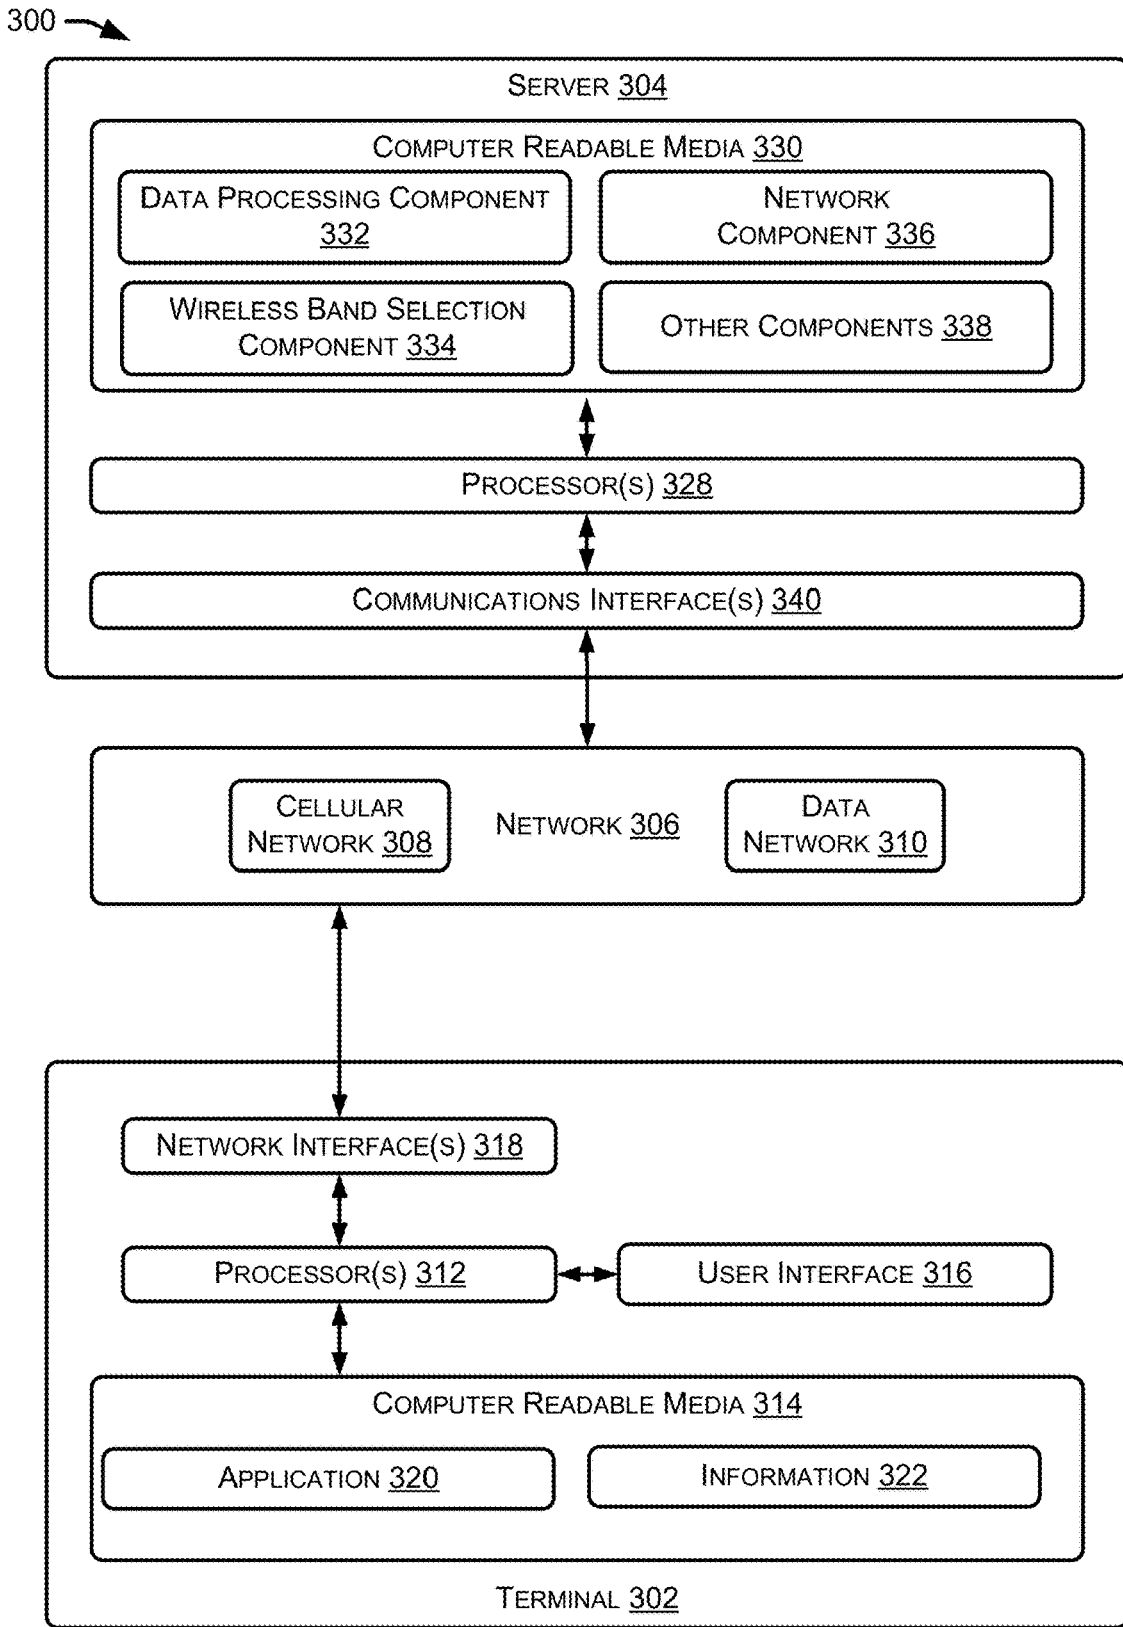 300
SERVER 304
COMPUTER READABLE MEDIA 330
DATA PROCESSING COMPONENT
332
NETWORK
COMPONENT 336
WIRELESS BAND SELECTION
COMPONENT 334
OTHER COMPONENTS 338
PROCESSOR(S) 328
COMMUNICATIONS INTERFACE(S) 340
CELLULAR
NETWORK 308
NETWORK 306
DATA
NETWORK 310
NETWORK INTERFACE(S) 318
PROCESSOR(S) 312
USER INTERFACE 316
COMPUTER READABLE MEDIA 314
APPLICATION 320
INFORMATION 322
TERMINAL 302